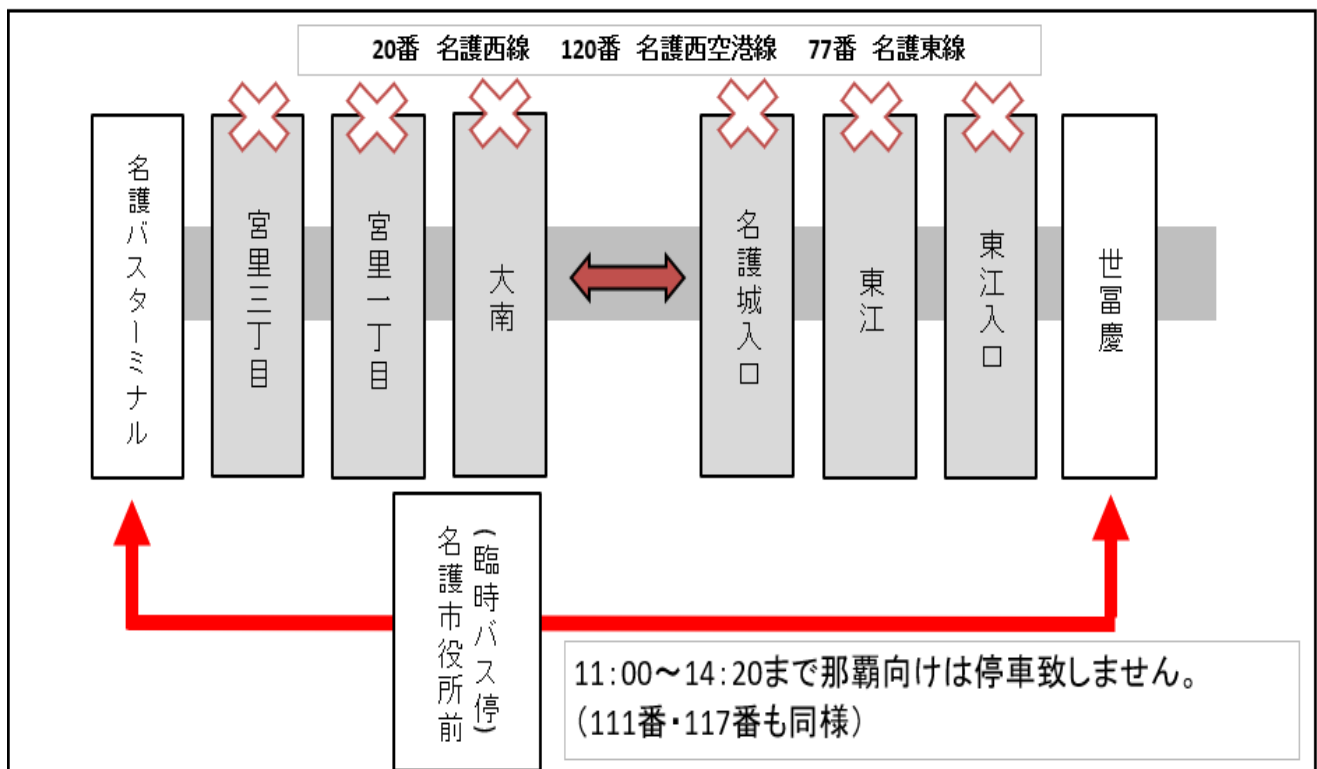 20番 名護西線 120番 名護西空港線 77番 名護東線
名護バスターミナル
宮里三丁目
宮里一丁目
大南
名護城入口
東江
東江入口
世冨慶
(臨時バス停)
名護市役所前
11:00～14:20まで那覇向けは停車致しません。
(111番・117番も同様)